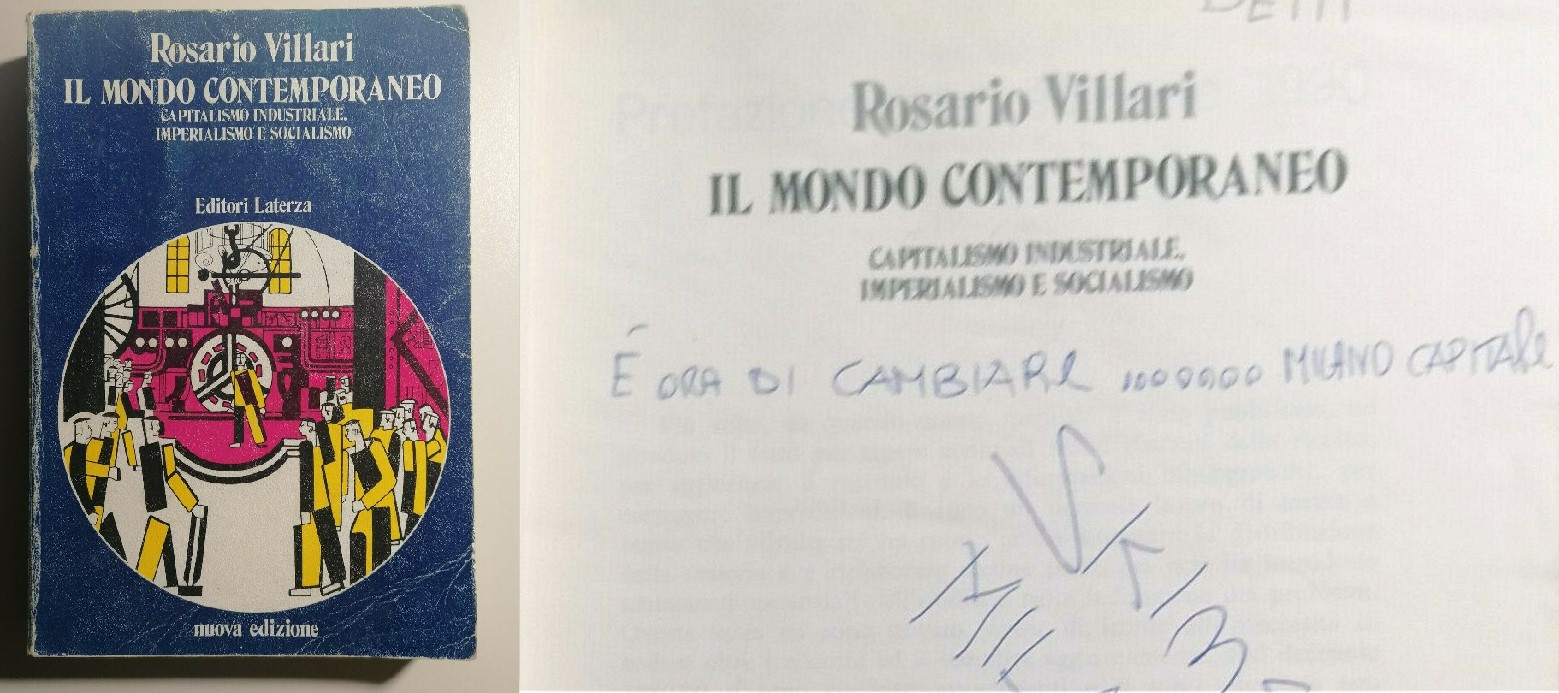 Rosario Villari
IL MONDO CONTEMPORANEO
CAPITALISMO INDUSTRIALE,
IMPERIALISMO E SOCIALISMO
Editori Laterza
nuova edizione
Rosario Villari
IL MONDO CONTEMPORANEO
CAPITALISMO INDUSTRIALE,
IMPERIALISMO E SOCIALISMO
É ORA DI CAMBIARE ......... MILANO CAPITALE